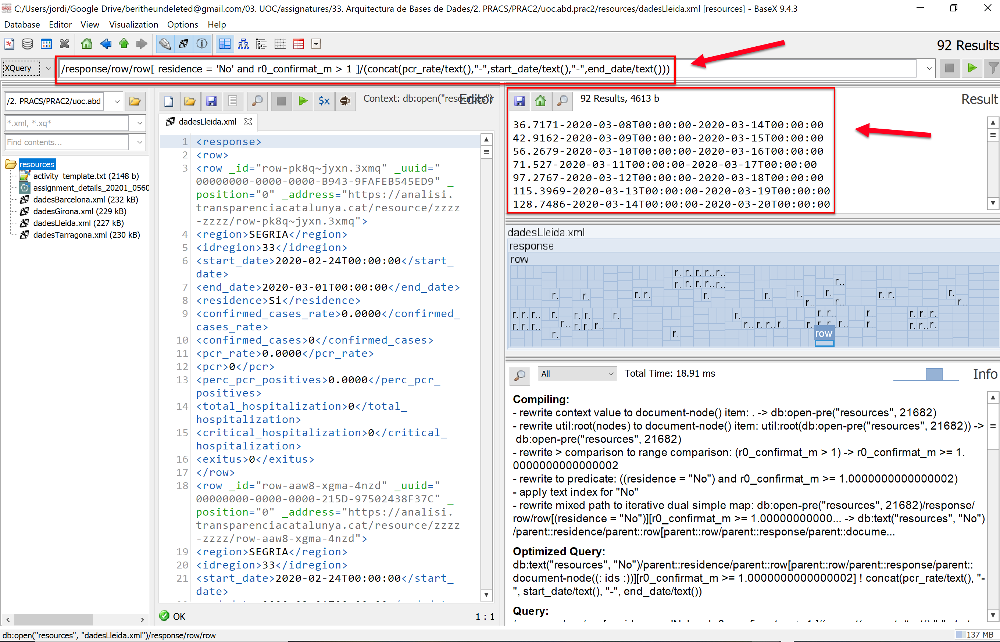 C:/Users/jordi/Google Drive/beritheundeleted@gmail.com/03. UOC/assignatures/33. Arquitectura de Bases de Dades/2. PRACS/PRAC2/uoc.abd.prac2/resources/dadesLleida.xml [resources] - BaseX 9.4.3
Database Editor View Visualization Options Help
92 Results
XQuery /response/row/row[ residence = 'No' and r0_confirmat_m > 1 ]/(concat(pcr_rate/text(),"-",start_date/text(),"-",end_date/text()))
/2. PRACS/PRAC2/uoc.abd
*.xml, *.xq*
Find contents...
resources
activity_template.txt (2148 b)
assignment_details_20201_0560
dadesBarcelona.xml (232 kB)
dadesGirona.xml (229 kB)
dadesLleida.xml (227 kB)
dadesTarragona.xml (230 kB)
$x Context: db:open("resources") Editor
dadesLleida.xml
1 <response>
2 <row>
3 <row _id="row-pk8q~jyxn.3xmq" _uuid="
00000000-0000-0000-B943-9FAFEB545ED9" _
position="0" _address="https://analisi.
transparenciacatalunya.cat/resource/zzzz
-zzzz/row-pk8q~jyxn.3xmq">
4 <region>SEGRIA</region>
5 <idregion>33</idregion>
6 <start_date>2020-02-24T00:00:00</start_
date>
7 <end_date>2020-03-01T00:00:00</end_date>
8 <residence>Si</residence>
9 <confirmed_cases_rate>0.0000</confirmed_
cases_rate>
10 <confirmed_cases>0</confirmed_cases>
11 <pcr_rate>0.0000</pcr_rate>
12 <pcr>0</pcr>
13 <perc_pcr_positives>0.0000</perc_pcr_
positives>
14 <total_hospitalization>0</total_
hospitalization>
15 <critical_hospitalization>0</critical_
hospitalization>
16 <exitus>0</exitus>
17 </row>
18 <row _id="row-aaw8-xgma-4nzd" _uuid="
00000000-0000-0000-215D-97502438F37C" _
position="0" _address="https://analisi.
transparenciacatalunya.cat/resource/zzzz
-zzzz/row-aaw8-xgma-4nzd">
19 <region>SEGRIA</region>
20 <idregion>33</idregion>
21 <start_date>2020-02-24T00:00:00</start_
date>
OK 1 : 1
92 Results, 4613 b Result
36.7171-2020-03-08T00:00:00-2020-03-14T00:00:00
42.9162-2020-03-09T00:00:00-2020-03-15T00:00:00
56.2679-2020-03-10T00:00:00-2020-03-16T00:00:00
71.527-2020-03-11T00:00:00-2020-03-17T00:00:00
97.2767-2020-03-12T00:00:00-2020-03-18T00:00:00
115.3969-2020-03-13T00:00:00-2020-03-19T00:00:00
128.7486-2020-03-14T00:00:00-2020-03-20T00:00:00
dadesLleida.xml
response
row
row
All Total Time: 18.91 ms Info
Compiling:
- rewrite context value to document-node() item: . -> db:open-pre("resources", 21682)
- rewrite util:root(nodes) to document-node() item: util:root(db:open-pre("resources", 21682)) ->
db:open-pre("resources", 21682)
- rewrite > comparison to range comparison: (r0_confirmat_m > 1) -> r0_confirmat_m >= 1.
0000000000000002
- rewrite to predicate: ((residence = "No") and r0_confirmat_m >= 1.0000000000000002)
- apply text index for "No"
- rewrite mixed path to iterative dual simple map: db:open-pre("resources", 21682)/response/
row/row[(residence = "No")][r0_confirmat_m >= 1.00000000000... -> db:text("resources", "No")
/parent::residence/parent::row[parent::row/parent::response/parent::docume...
Optimized Query:
db:text("resources", "No")/parent::residence/parent::row[parent::row/parent::response/parent::
document-node((: ids :))][r0_confirmat_m >= 1.0000000000000002] ! concat(pcr_rate/text(), "-
", start_date/text(), "-", end_date/text())
Query:
db:open("resources", "dadesLleida.xml")/response/row/row
137 MB